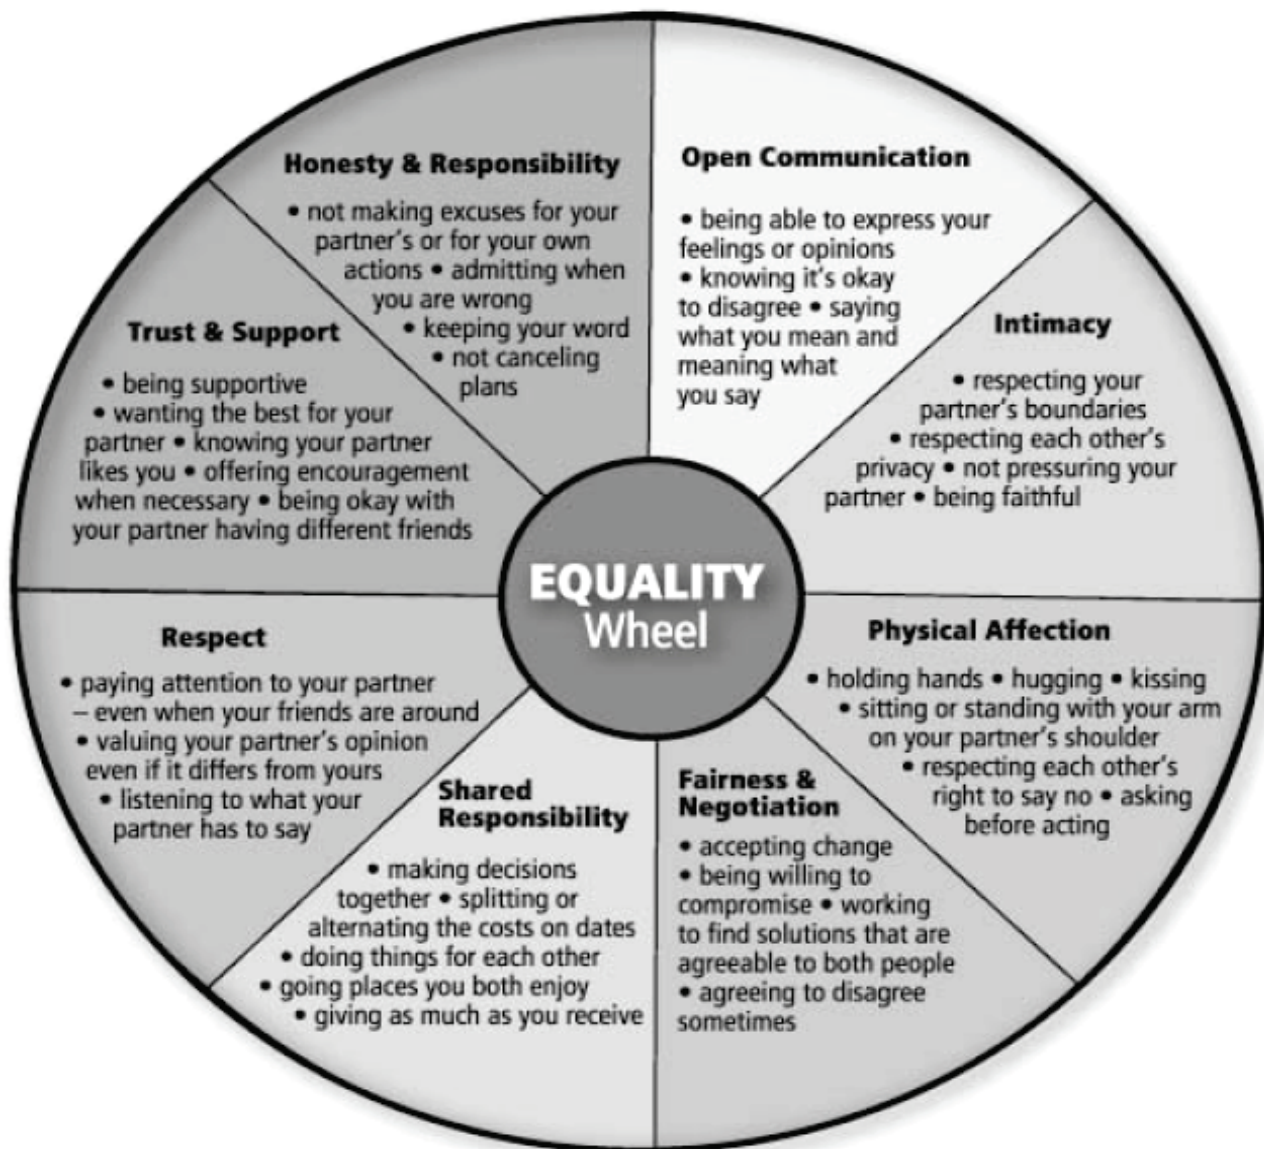 Honesty & Responsibility
• not making excuses for your
partner's or for your own
actions • admitting when
you are wrong
• keeping your word
• not canceling
plans
Open Communication
• being able to express your
feelings or opinions
• knowing it's okay
to disagree • saying
what you mean and
meaning what
you say
Trust & Support
• being supportive
• wanting the best for your
partner • knowing your partner
likes you • offering encouragement
when necessary • being okay with
your partner having different friends
Intimacy
• respecting your
partner's boundaries
• respecting each other's
privacy • not pressuring your
partner • being faithful
EQUALITY
Wheel
Respect
• paying attention to your partner
– even when your friends are around
• valuing your partner's opinion
even if it differs from yours
• listening to what your
partner has to say
Physical Affection
• holding hands • hugging • kissing
• sitting or standing with your arm
on your partner's shoulder
• respecting each other's
right to say no • asking
before acting
Shared
Responsibility
• making decisions
together • splitting or
alternating the costs on dates
• doing things for each other
• going places you both enjoy
• giving as much as you receive
Fairness &
Negotiation
• accepting change
• being willing to
compromise • working
to find solutions that are
agreeable to both people
• agreeing to disagree
sometimes